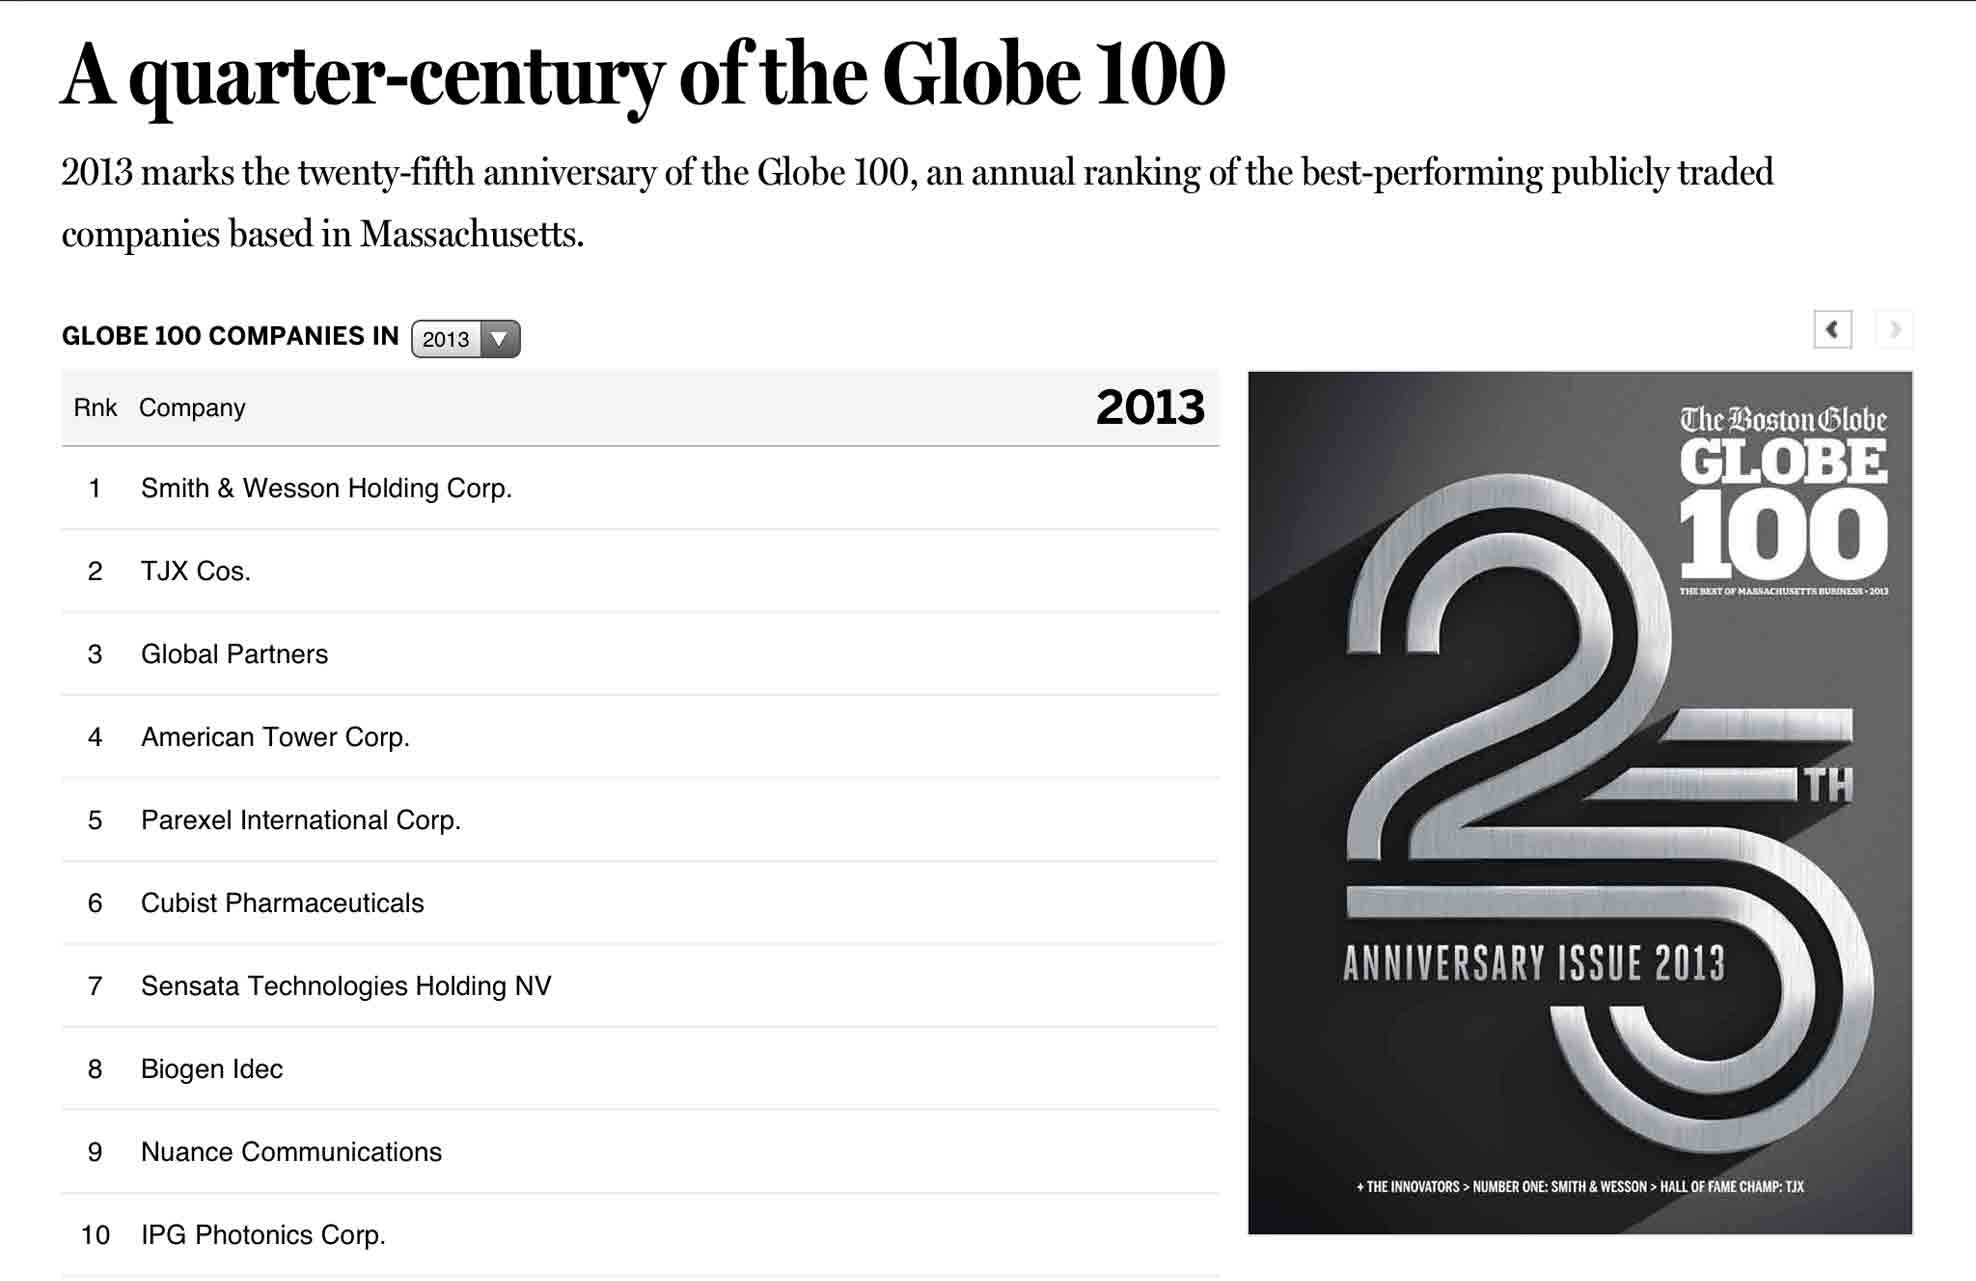 A quarter-century of the Globe 100
2013 marks the twenty-fifth anniversary of the Globe 100, an annual ranking of the best-performing publicly traded
companies based in Massachusetts.
GLOBE 100 COMPANIES IN 2013
Rnk Company 2013
1 Smith & Wesson Holding Corp.
2 TJX Cos.
3 Global Partners
4 American Tower Corp.
5 Parexel International Corp.
6 Cubist Pharmaceuticals
7 Sensata Technologies Holding NV
8 Biogen Idec
9 Nuance Communications
10 IPG Photonics Corp.
The Boston Globe
GLOBE
100
THE BEST OF MASSACHUSETTS BUSINESS • 2013
25TH
ANNIVERSARY ISSUE 2013
+ THE INNOVATORS > NUMBER ONE: SMITH & WESSON > HALL OF FAME CHAMP: TJX